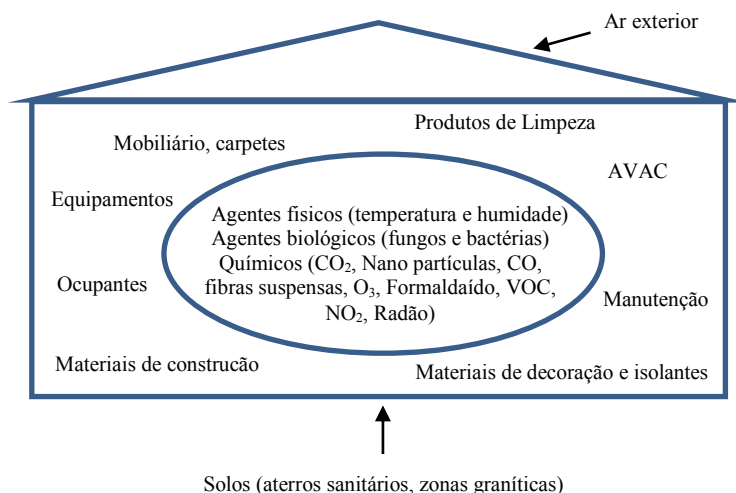 Ar exterior
Produtos de Limpeza
Mobiliário, carpetes
AVAC
Equipamentos
Agentes físicos (temperatura e humidade)
Agentes biológicos (fungos e bactérias)
Químicos (CO₂, Nano partículas, CO,
fibras suspensas, O₃, Formaldaído, VOC,
NO₂, Radão)
Ocupantes
Manutenção
Materiais de construcão
Materiais de decoração e isolantes
Solos (aterros sanitários, zonas graníticas)